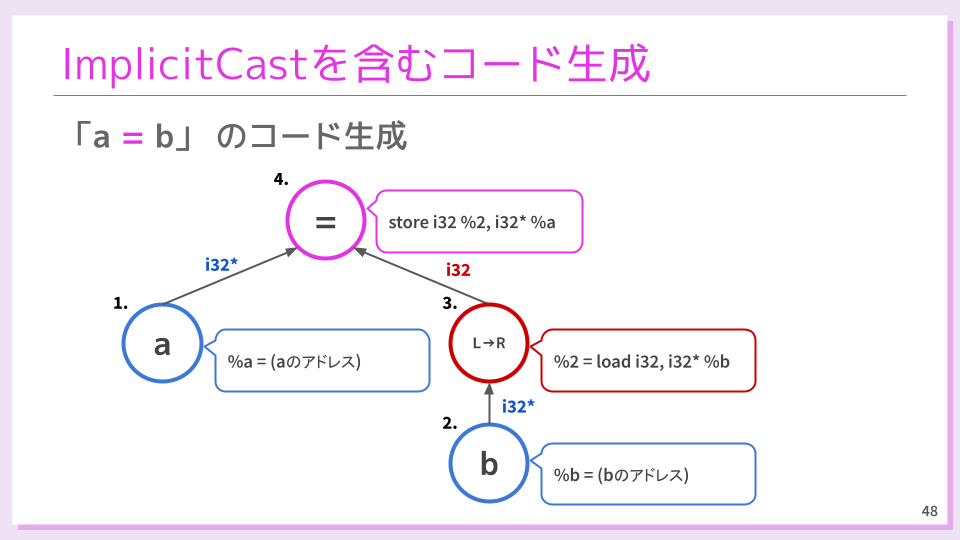 ImplicitCastを含むコード生成
「a = b」 のコード生成
4.
=
store i32 %2, i32* %a
i32*
i32
1.
a
%a = (aのアドレス)
3.
L→R
%2 = load i32, i32* %b
i32*
2.
b
%b = (bのアドレス)
48